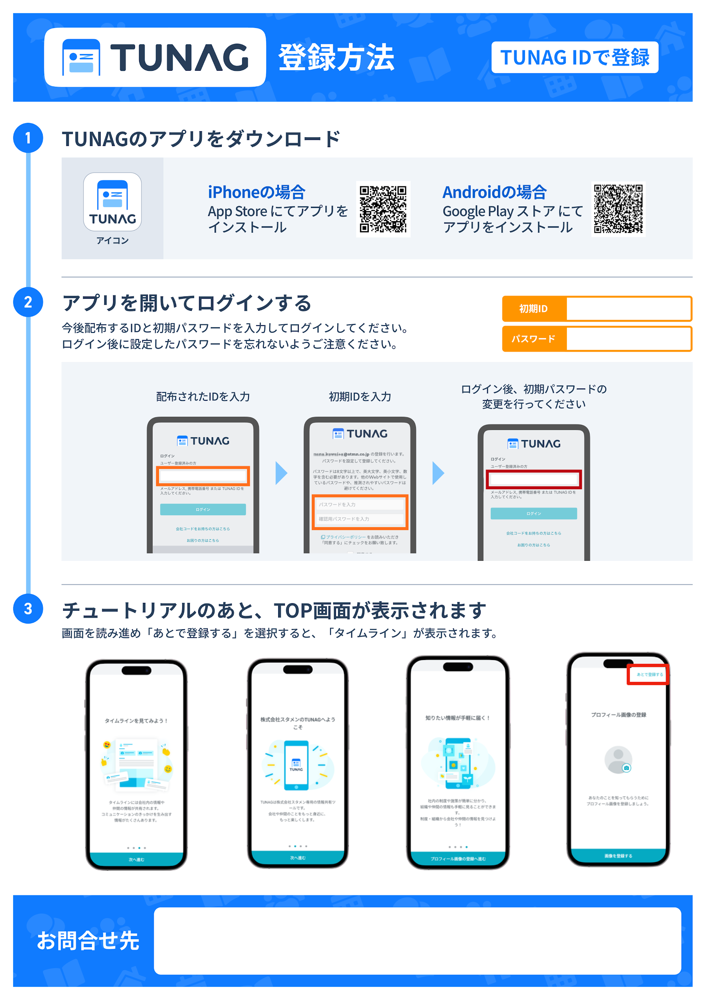 TUNAG 登録方法
TUNAG IDで登録
1
TUNAGのアプリをダウンロード
TUNAG
アイコン
iPhoneの場合
App Store にてアプリを
インストール
Androidの場合
Google Play ストア にて
アプリをインストール
2
アプリを開いてログインする
今後配布するIDと初期パスワードを入力してログインしてください。
ログイン後に設定したパスワードを忘れないようご注意ください。
初期ID
パスワード
配布されたIDを入力
TUNAG
ログイン
ユーザー登録済みの方
メールアドレス, 携帯電話番号 または TUNAG IDを
入力してください。
ログイン
会社コードをお持ちの方はこちら
お困りの方はこちら
初期IDを入力
TUNAG
@stmn.co.jp の登録を行います。
パスワードを設定して登録してください。
パスワードは8文字以上で、英大文字、英小文字、数
字を含む必要があります。他のWebサイトで使用し
ているパスワードや、推測されやすいパスワードは
避けてください。
パスワードを入力
確認用パスワードを入力
プライバシーポリシー をお読みいただき
「同意する」にチェックをお願い致します。
ログイン後、初期パスワードの
変更を行ってください
TUNAG
ログイン
ユーザー登録済みの方
メールアドレス, 携帯電話番号 または TUNAG IDを
入力してください。
ログイン
会社コードをお持ちの方はこちら
お困りの方はこちら
3
チュートリアルのあと、TOP画面が表示されます
画面を読み進め「あとで登録する」を選択すると、「タイムライン」が表示されます。
タイムラインを見てみよう！
タイムラインには会社内の情報や
仲間の情報が共有されます。
コミュニケーションのきっかけを生み出す
情報がたくさんあります。
次へ進む
株式会社スタメンのTUNAGへよう
こそ
TUNAG
TUNAGは株式会社スタメン専用の情報共有ツ
ールです。
会社や仲間のことをもっと身近に、
もっと楽しくします。
次へ進む
知りたい情報が手軽に届く！
社内の制度や施策が簡単に分かり、
組織や仲間の情報も手軽に見ることができま
す。
制度・組織から会社や仲間の情報を見つけよ
う！
プロフィール画像の登録へ進む
あとで登録する
プロフィール画像の登録
あなたのことを知ってもらうために
プロフィール画像を登録しましょう。
画像を登録する
お問合せ先